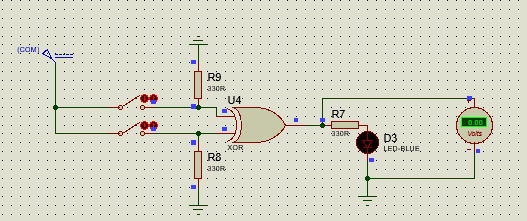 (COM)
R9
330R
U4
XOR
R7
330R
D3
LED-BLUE
0.00
Volts
R8
330R